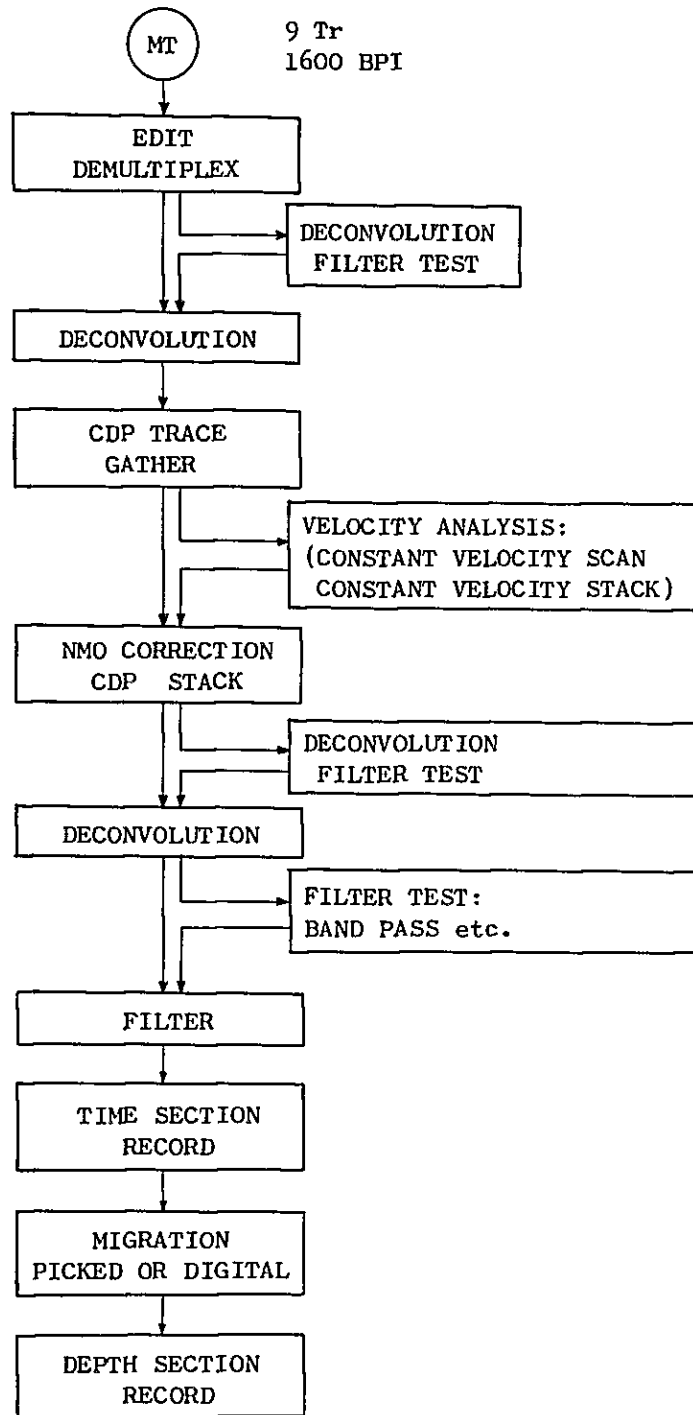 MT
9 Tr
1600 BPI
EDIT
DEMULTIPLEX
DECONVOLUTION
FILTER TEST
DECONVOLUTION
CDP TRACE
GATHER
VELOCITY ANALYSIS:
(CONSTANT VELOCITY SCAN
CONSTANT VELOCITY STACK)
NMO CORRECTION
CDP STACK
DECONVOLUTION
FILTER TEST
DECONVOLUTION
FILTER TEST:
BAND PASS etc.
FILTER
TIME SECTION
RECORD
MIGRATION
PICKED OR DIGITAL
DEPTH SECTION
RECORD